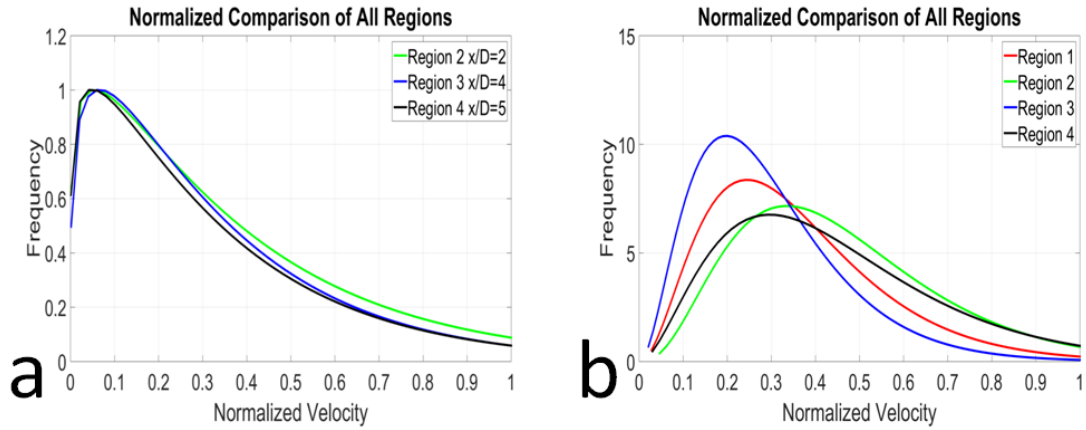 Normalized Comparison of All Regions
1.2
1
0.8
0.6
0.4
0.2
0
Frequency
Region 2 x/D=2
Region 3 x/D=4
Region 4 x/D=5
0 0.1 0.2 0.3 0.4 0.5 0.6 0.7 0.8 0.9 1
Normalized Velocity
a
Normalized Comparison of All Regions
15
10
5
0
Frequency
Region 1
Region 2
Region 3
Region 4
0 0.1 0.2 0.3 0.4 0.5 0.6 0.7 0.8 0.9 1
Normalized Velocity
b